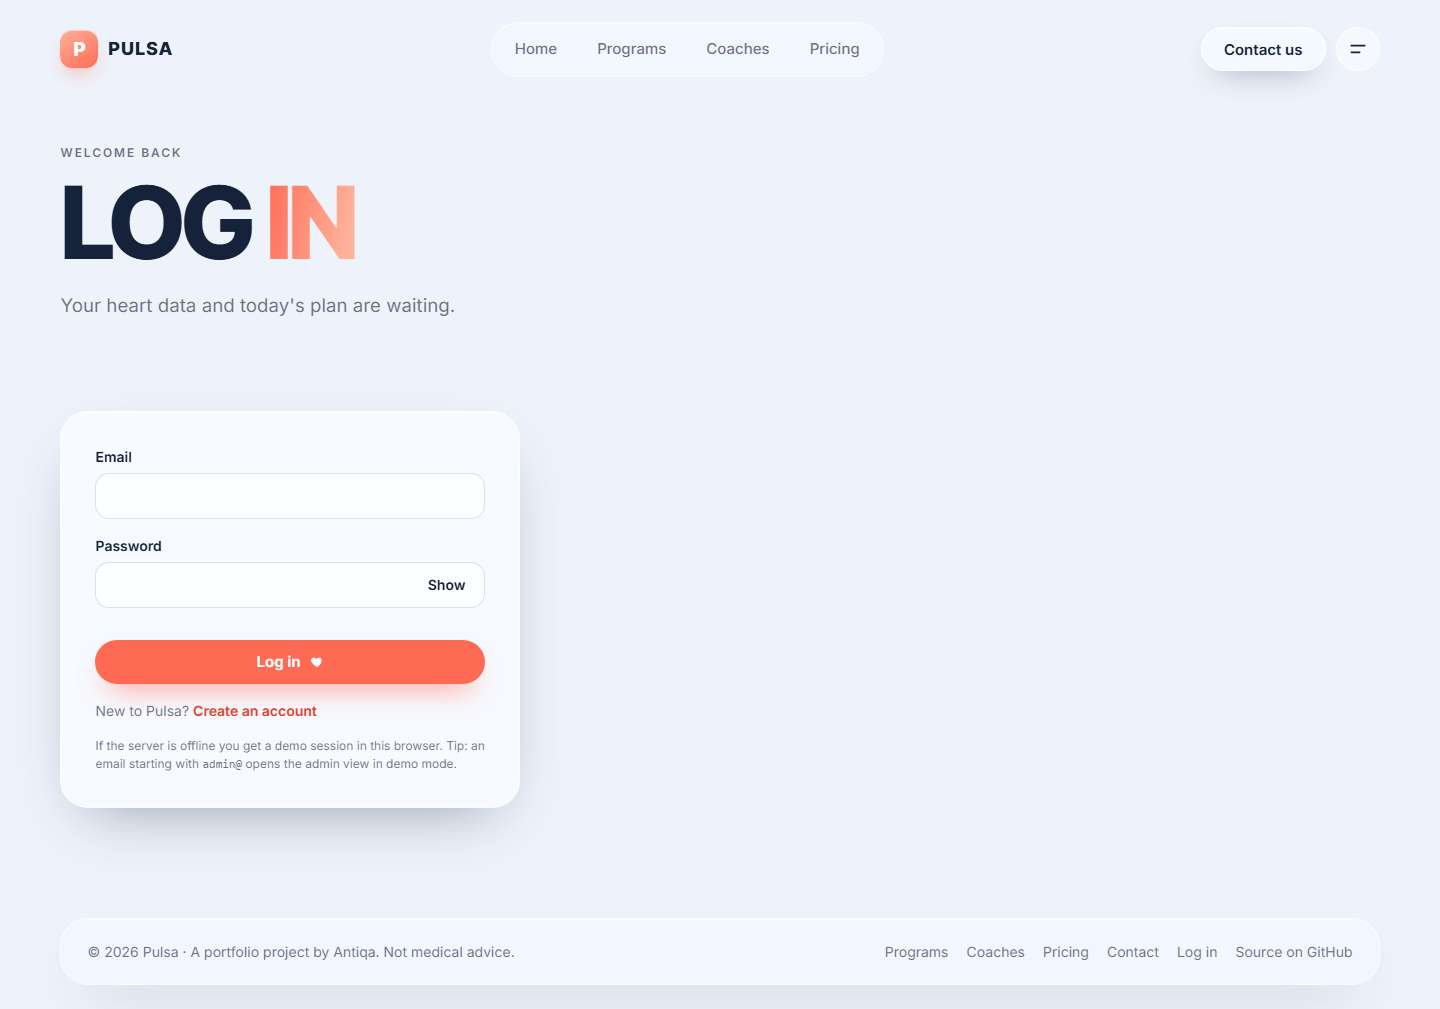 P PULSA
Home Programs Coaches Pricing
Contact us
WELCOME BACK
LOG IN
Your heart data and today's plan are waiting.
Email
Password
Show
Log in
New to Pulsa? Create an account
If the server is offline you get a demo session in this browser. Tip: an
email starting with admin@ opens the admin view in demo mode.
© 2026 Pulsa · A portfolio project by Antiqa. Not medical advice.
Programs Coaches Pricing Contact Log in Source on GitHub